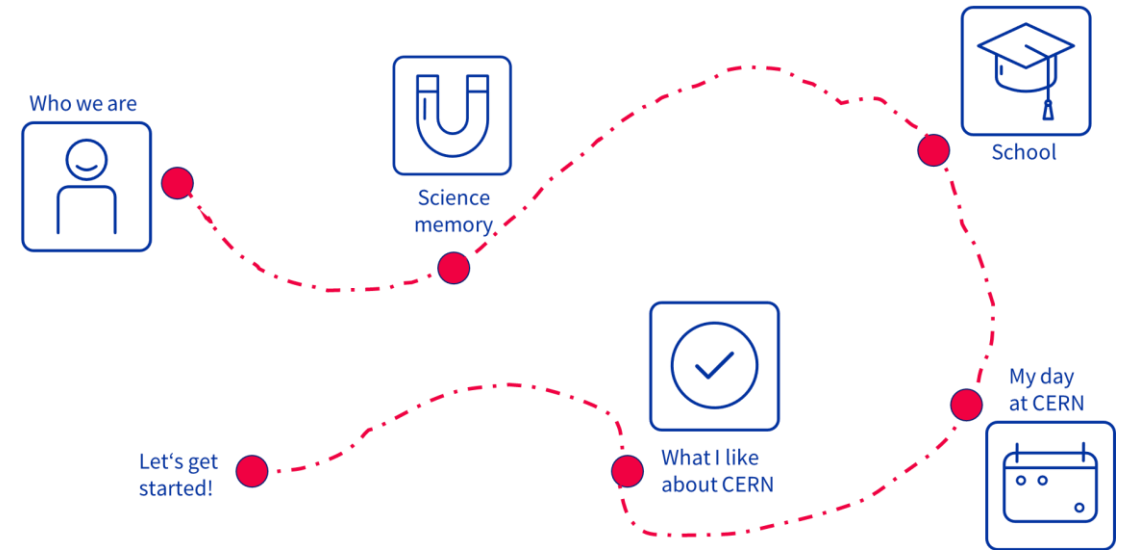 Who we are
Science
memory
School
My day
at CERN
What I like
about CERN
Let‘s get
started!